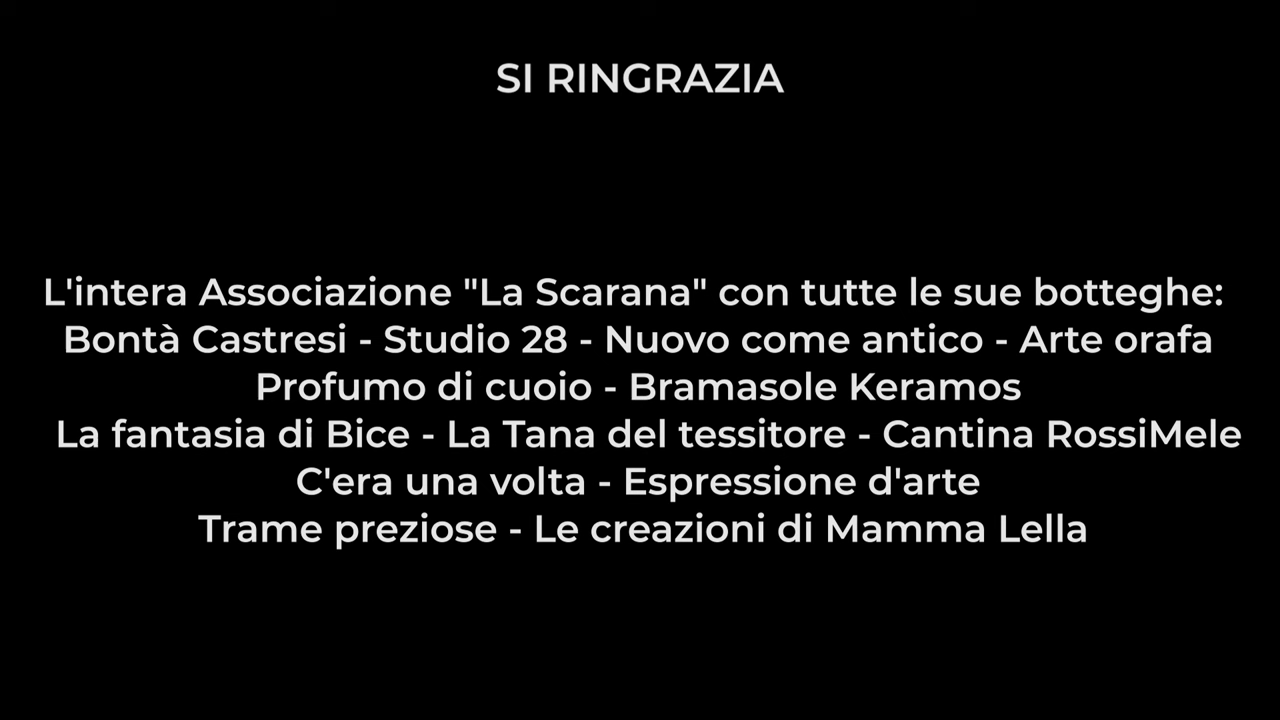 SI RINGRAZIA
L'intera Associazione "La Scarana" con tutte le sue botteghe:
Bontà Castresi - Studio 28 - Nuovo come antico - Arte orafa
Profumo di cuoio - Bramasole Keramos
La fantasia di Bice - La Tana del tessitore - Cantina RossiMele
C'era una volta - Espressione d'arte
Trame preziose - Le creazioni di Mamma Lella